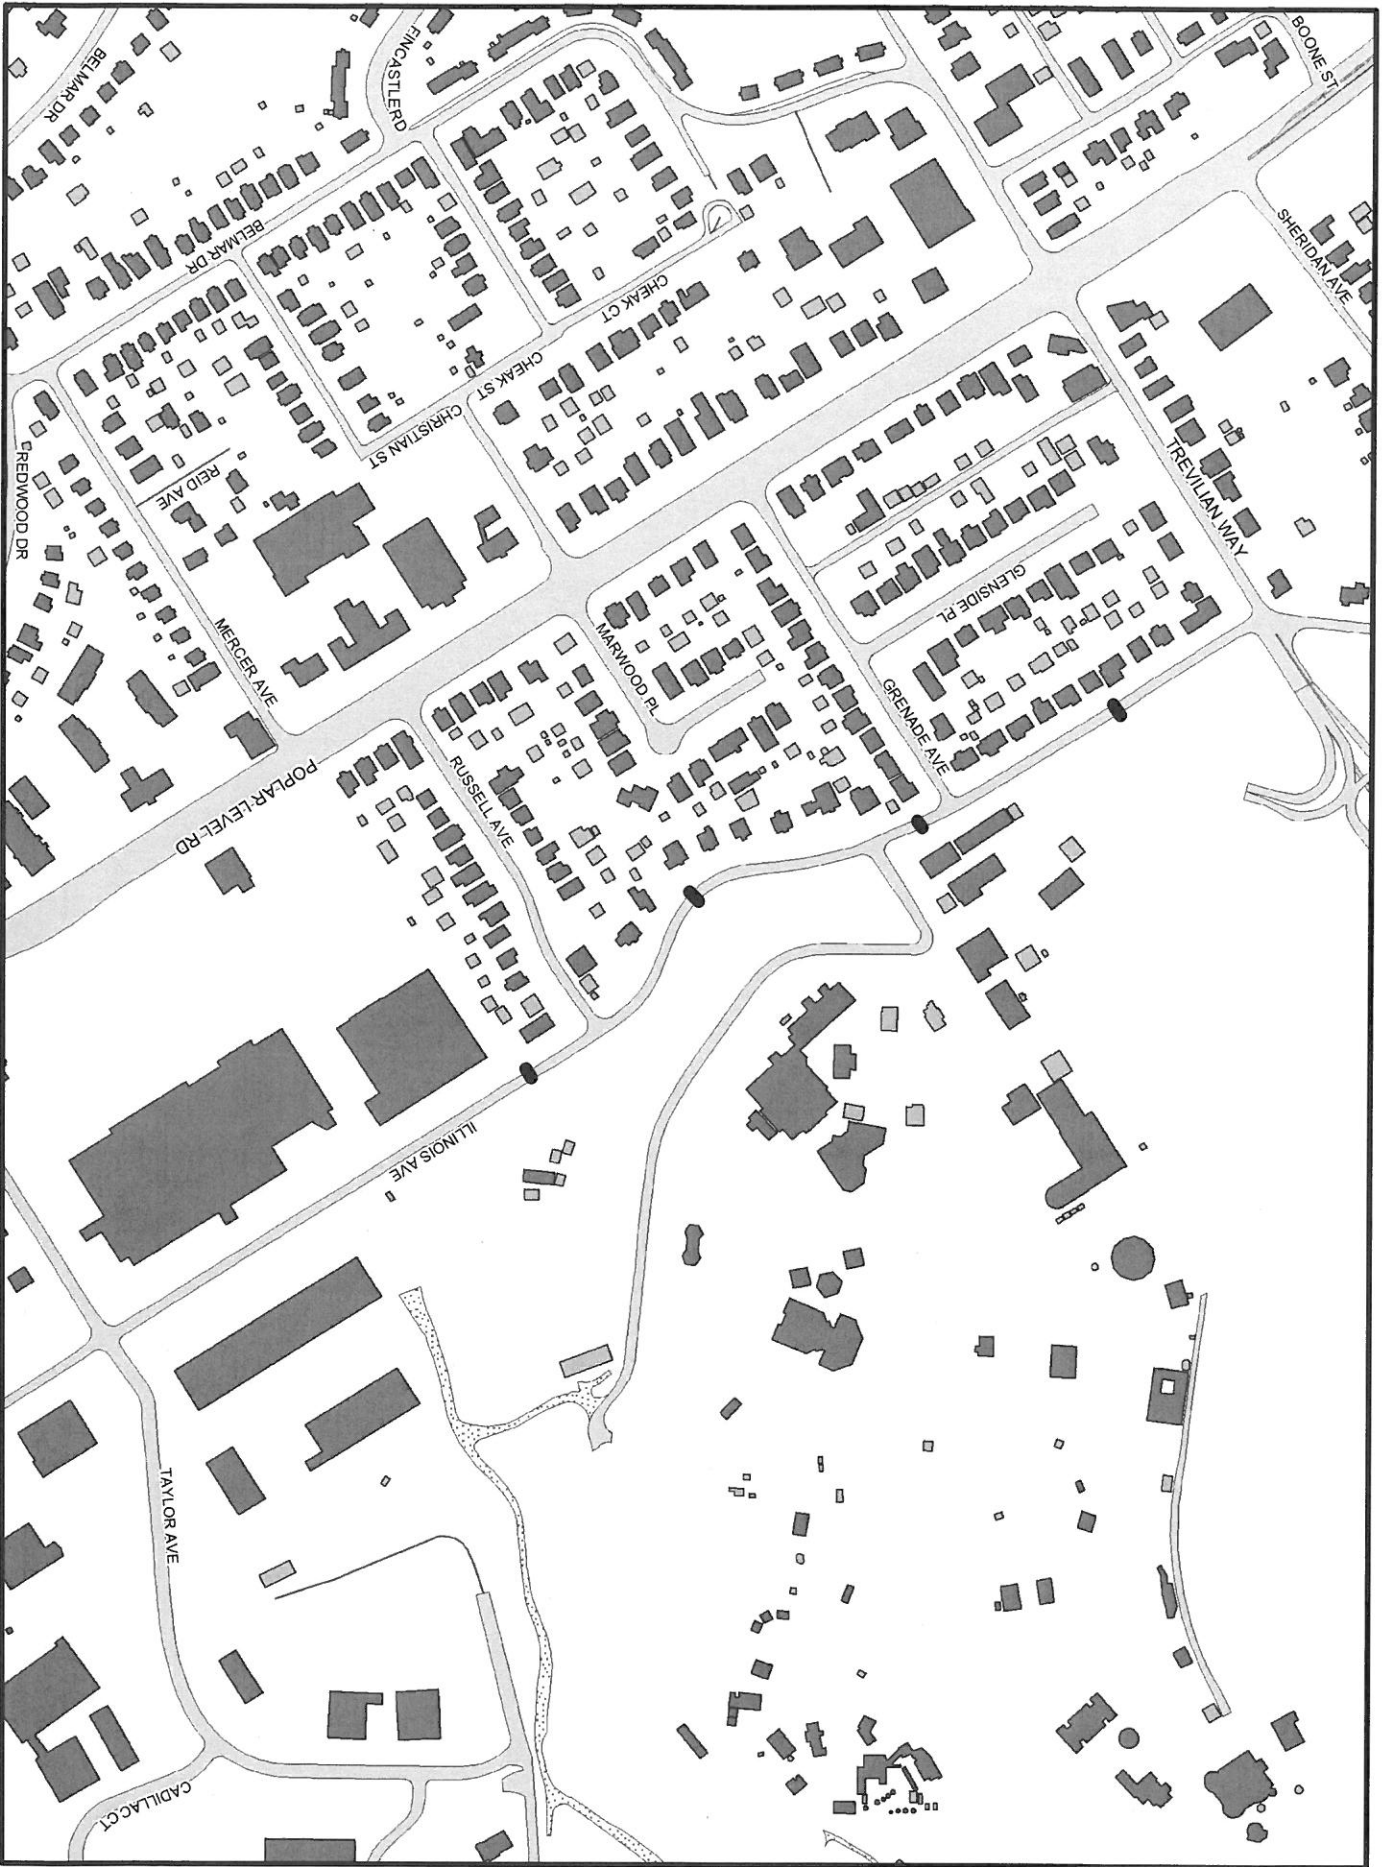 BOONE ST
FINCASTLE RD
BELMAR DR
SHERIDAN AVE
BELMAR DR
CHEAK CT
CHEAK ST
CHRISTIAN ST
TREVILIAN WAY
REDWOOD DR
REID AVE
GLENSIDE PL
MERCER AVE
MARWOOD PL
GRENADE AVE
RUSSELL AVE
POPLAR LEVEL RD
ILLINOIS AVE
TAYLOR AVE
CADILLAC CT